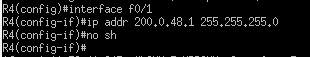 R4(config)#interface f0/1
R4(config-if)#ip addr 200.0.48.1 255.255.255.0
R4(config-if)#no sh
R4(config-if)#